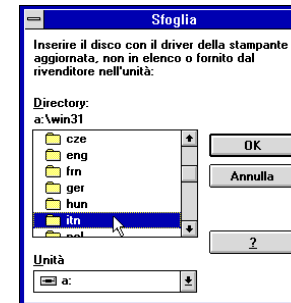 Sfoglia
Inserire il disco con il driver della stampante
aggiornata, non in elenco o fornito dal
rivenditore nell'unità:
Directory:
a:\win31
cze
eng
frn
ger
hun
itn
OK
Annulla
?
Unità
a: